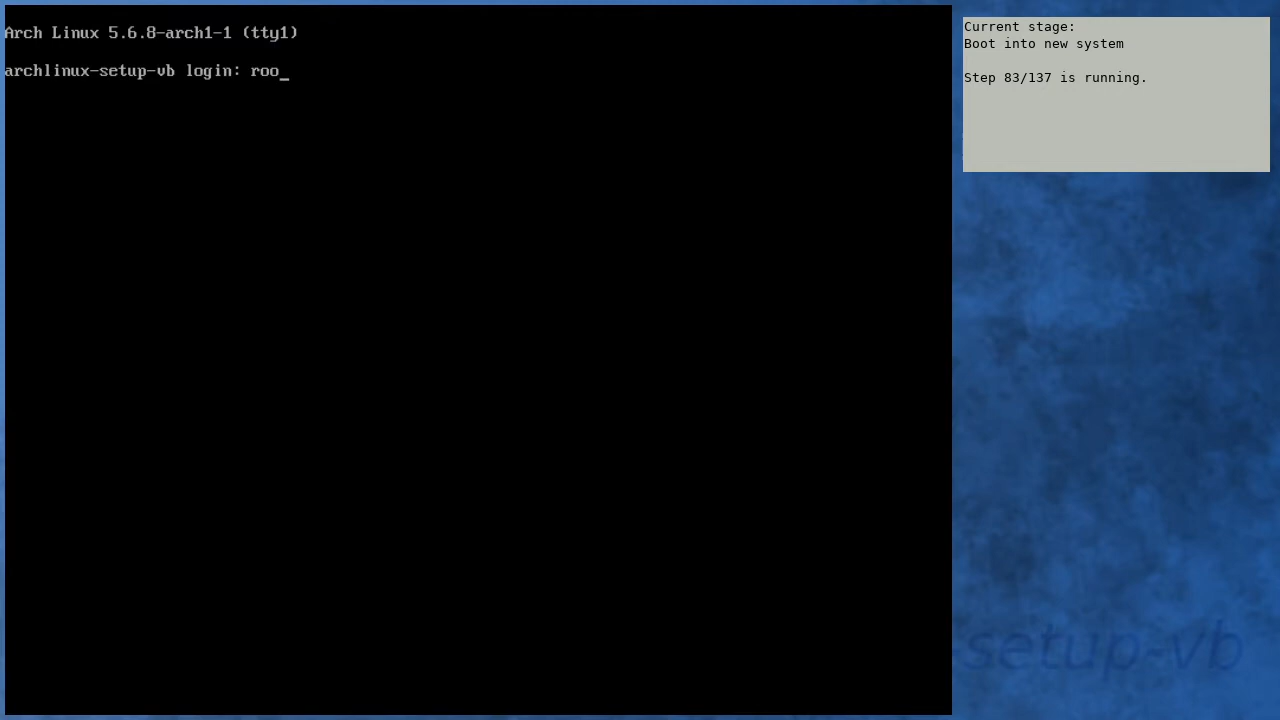 Arch Linux 5.6.8-arch1-1 (tty1)
archlinux-setup-vb login: roo_
Current stage:
Boot into new system
Step 83/137 is running.
setup-vb